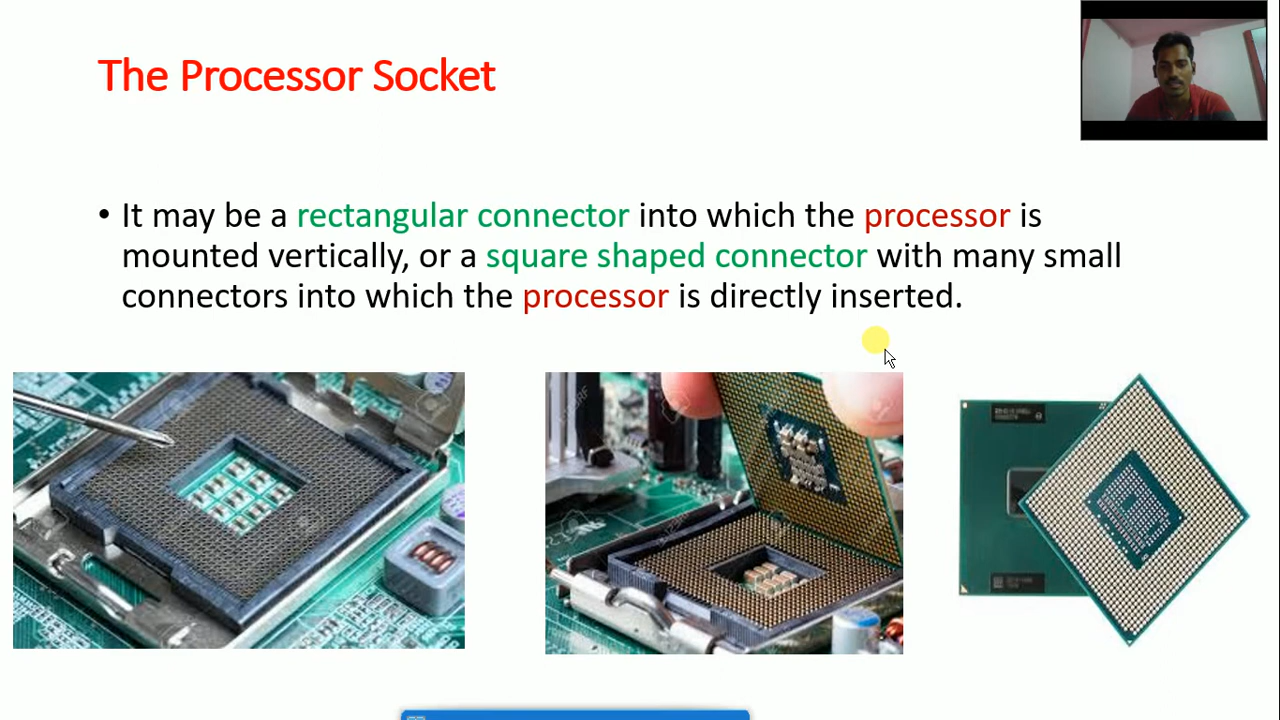 The Processor Socket
• It may be a rectangular connector into which the processor is
mounted vertically, or a square shaped connector with many small
connectors into which the processor is directly inserted.